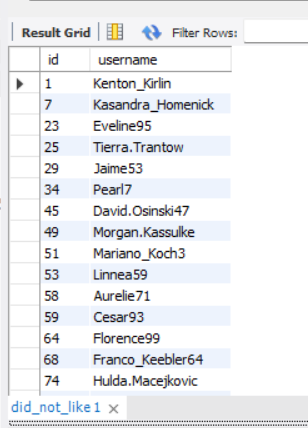 Result Grid Filter Rows:
id username
1 Kenton_Kirlin
7 Kasandra_Homenick
23 Eveline95
25 Tierra.Trantow
29 Jaime53
34 Pearl7
45 David.Osinski47
49 Morgan.Kassulke
51 Mariano_Koch3
53 Linnea59
58 Aurelie71
59 Cesar93
64 Florence99
68 Franco_Keebler64
74 Hulda.Macejkovic
did_not_like1